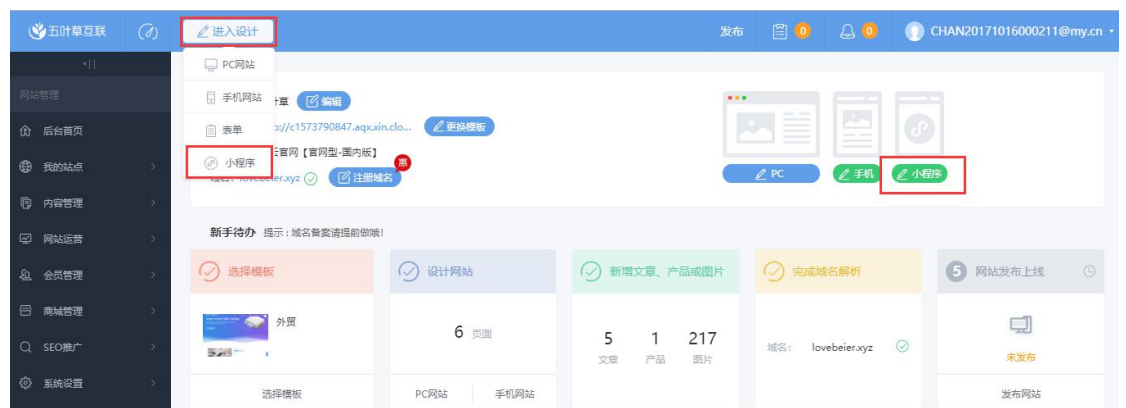 五叶草互联
进入设计
发布
0
0
CHAN20171016000211@my.cn
网站管理
后台首页
我的站点
内容管理
网站运营
会员管理
商城管理
SEO推广
系统设置
PC网站
手机网站
表单
小程序
草 编辑
://c1573790847.aqx.xin.clo... 更换模板
官网【官网型-国内版】
域名: lovebeier.xyz 注册域名 惠
PC
手机
小程序
新手待办 提示:域名备案请提前做哦!
选择模板
外贸
选择模板
设计网站
6 页面
PC网站 手机网站
新增文章、产品或图片
5 1 217
文章 产品 图片
完成域名解析
域名: lovebeier.xyz
5 网站发布上线
未发布
发布网站